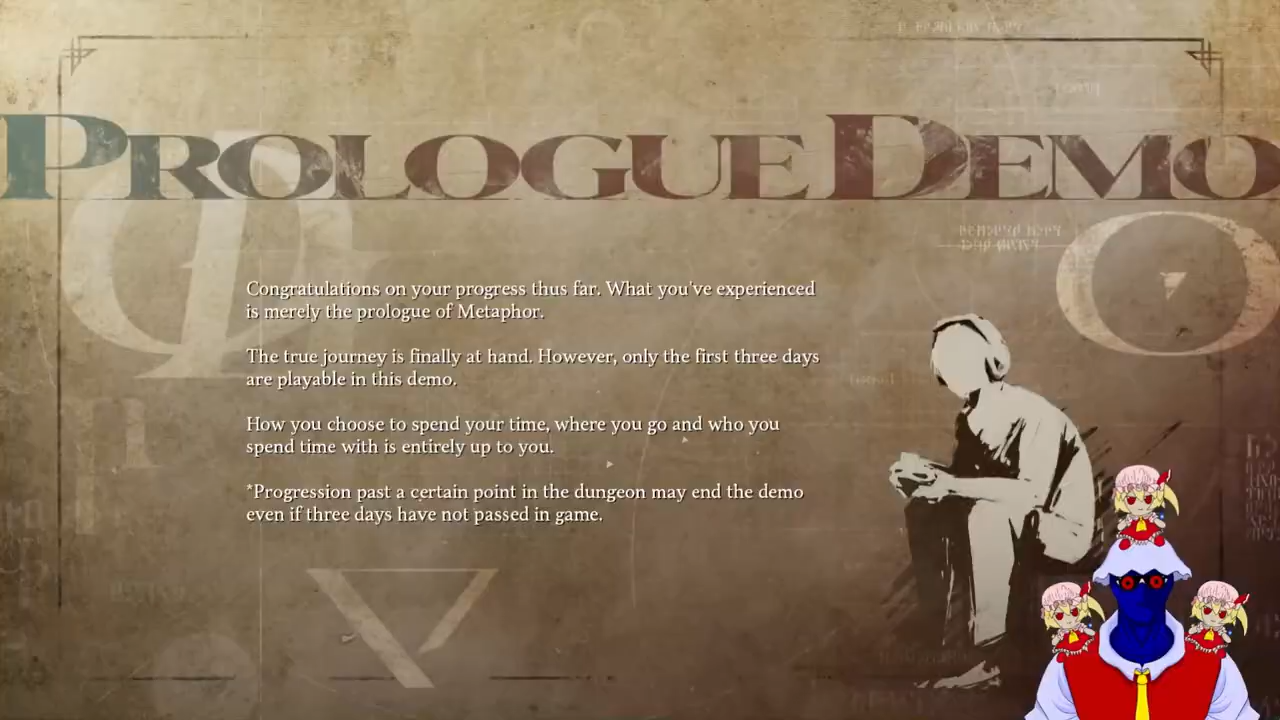 PROLOGUE DEMO
Congratulations on your progress thus far. What you've experienced
is merely the prologue of Metaphor.
The true journey is finally at hand. However, only the first three days
are playable in this demo.
How you choose to spend your time, where you go and who you
spend time with is entirely up to you.
*Progression past a certain point in the dungeon may end the demo
even if three days have not passed in game.